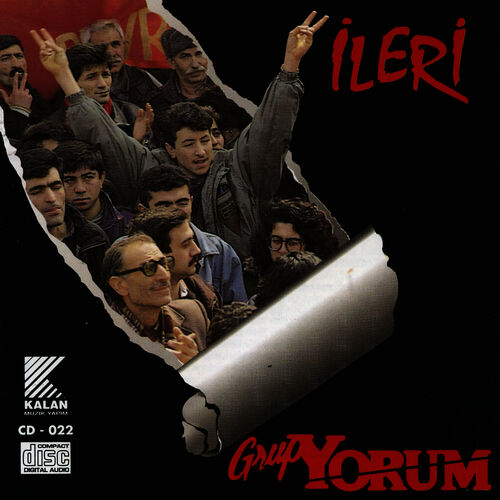 İLERİ
KALAN
MÜZİK YAPIM
CD - 022
COMPACT
disc
DIGITAL AUDIO
Grup YORUM